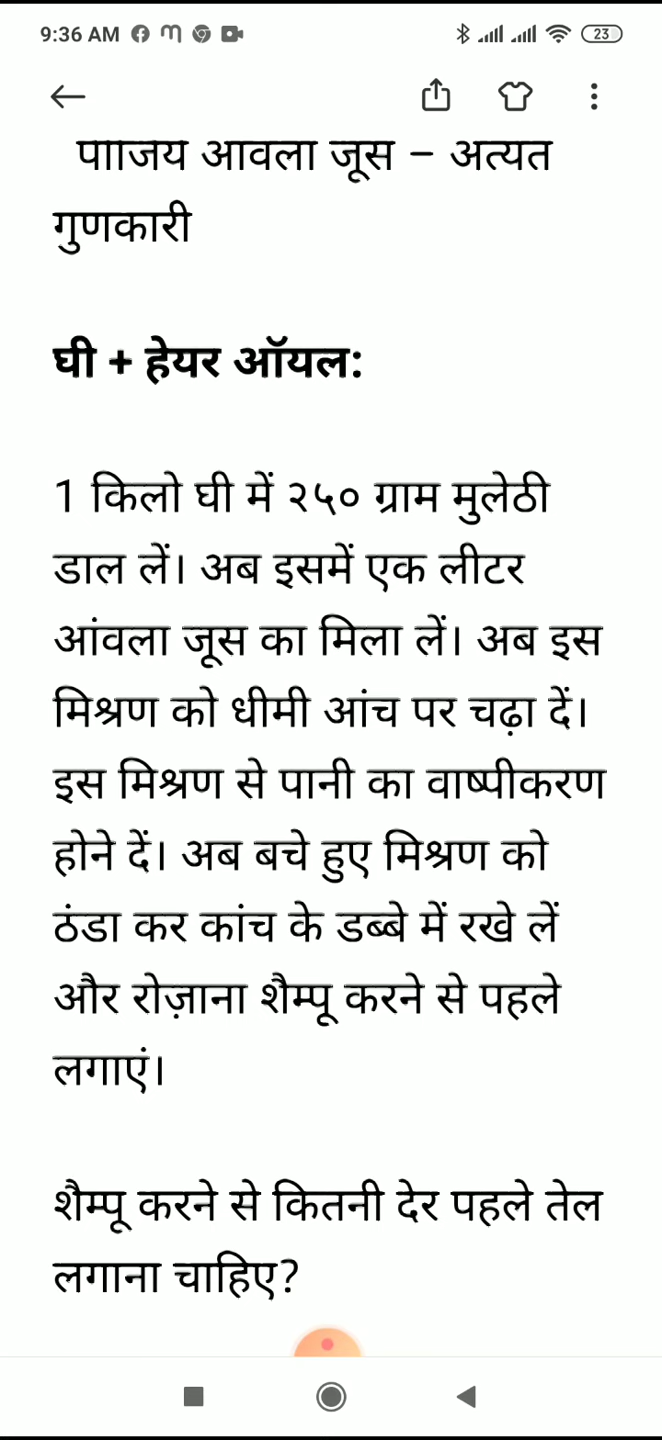 9:36 AM
23
आवला जूस – अत्यत
गुणकारी
घी + हेयर ऑयल:
1 किलो घी में २५० ग्राम मुलेठी
डाल लें। अब इसमें एक लीटर
आंवला जूस का मिला लें। अब इस
मिश्रण को धीमी आंच पर चढ़ा दें।
इस मिश्रण से पानी का वाष्पीकरण
होने दें। अब बचे हुए मिश्रण को
ठंडा कर कांच के डब्बे में रखे लें
और रोज़ाना शैम्पू करने से पहले
लगाएं।
शैम्पू करने से कितनी देर पहले तेल
लगाना चाहिए?